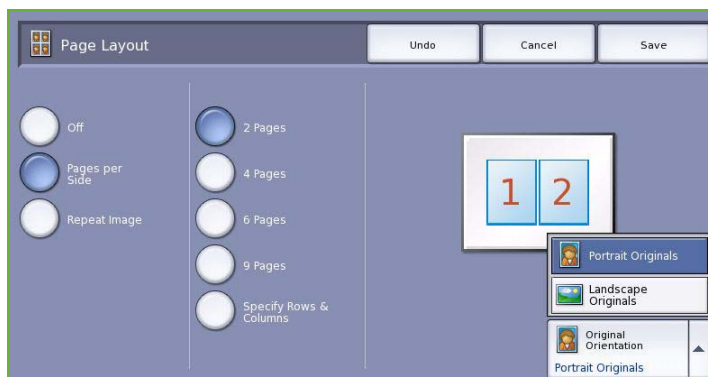 Page Layout
Undo
Cancel
Save
Off
Pages per
Side
Repeat Image
2 Pages
4 Pages
6 Pages
9 Pages
Specify Rows &
Columns
1 2
Portrait Originals
Landscape
Originals
Original
Orientation
Portrait Originals